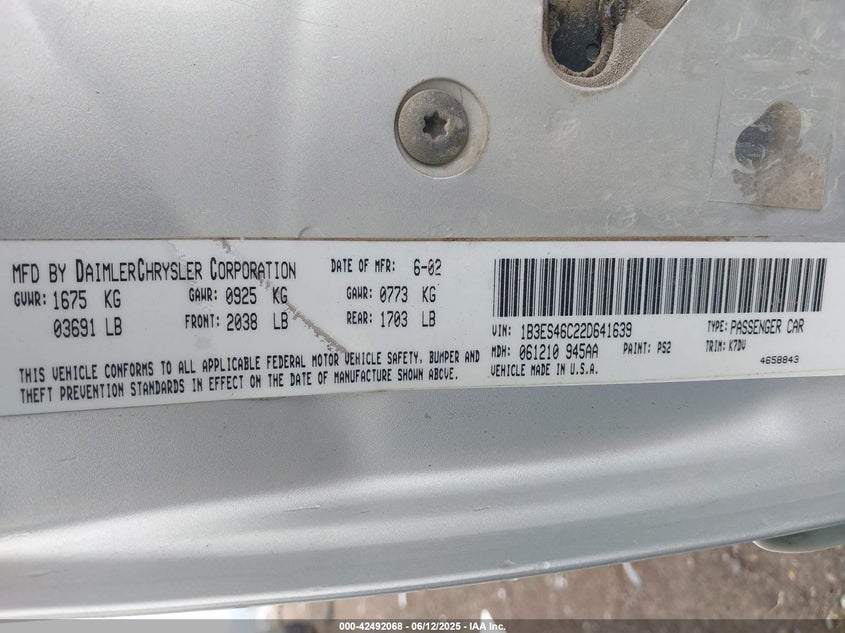 MFD BY DAIMLERCHRYSLER CORPORATION DATE OF MFR: 6-02
GVWR: 1675 KG GAWR: 0925 KG GAWR: 0773 KG
03691 LB FRONT: 2038 LB REAR: 1703 LB
THIS VEHICLE CONFORMS TO ALL APPLICABLE FEDERAL MOTOR VEHICLE SAFETY, BUMPER AND
THEFT PREVENTION STANDARDS IN EFFECT ON THE DATE OF MANUFACTURE SHOWN ABOVE.
VIN: 1B3ES46C22D641639 TYPE: PASSENGER CAR
MDH: 061210 945AA PAINT: PS2 TRIM: K7DV
VEHICLE MADE IN U.S.A. 4658843
000-42492068 - 06/12/2025 - IAA, Inc.